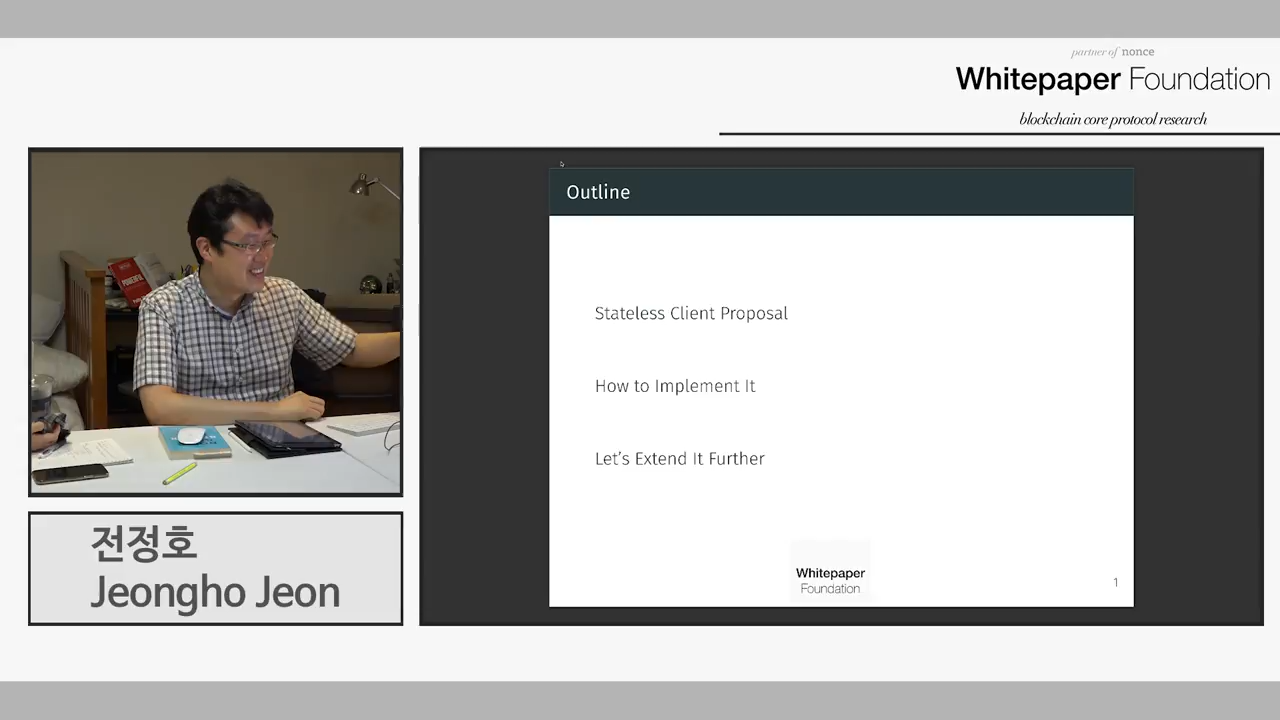 partner of nonce
Whitepaper Foundation
blockchain core protocol research
Outline
Stateless Client Proposal
How to Implement It
Let's Extend It Further
Whitepaper
Foundation
1
POWERFUL
전정호
Jeongho Jeon